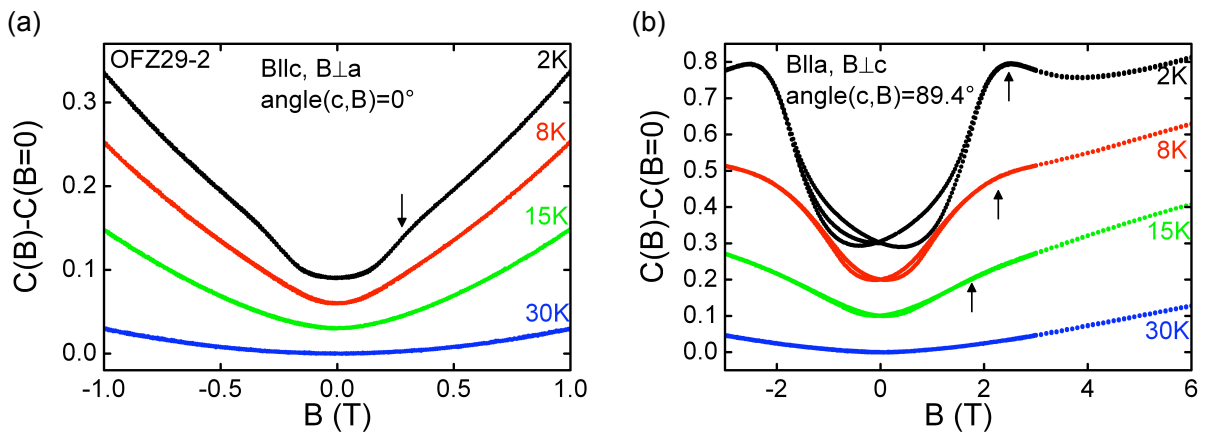 (a)
OFZ29-2
B||c, B⊥a
angle(c,B)=0°
2K
8K
15K
30K
C(B)-C(B=0)
0.3
0.2
0.1
0.0
-1.0 -0.5 0.0 0.5 1.0
B (T)
(b)
B||a, B⊥c
angle(c,B)=89.4°
2K
8K
15K
30K
C(B)-C(B=0)
0.8
0.7
0.6
0.5
0.4
0.3
0.2
0.1
0.0
-2 0 2 4 6
B (T)